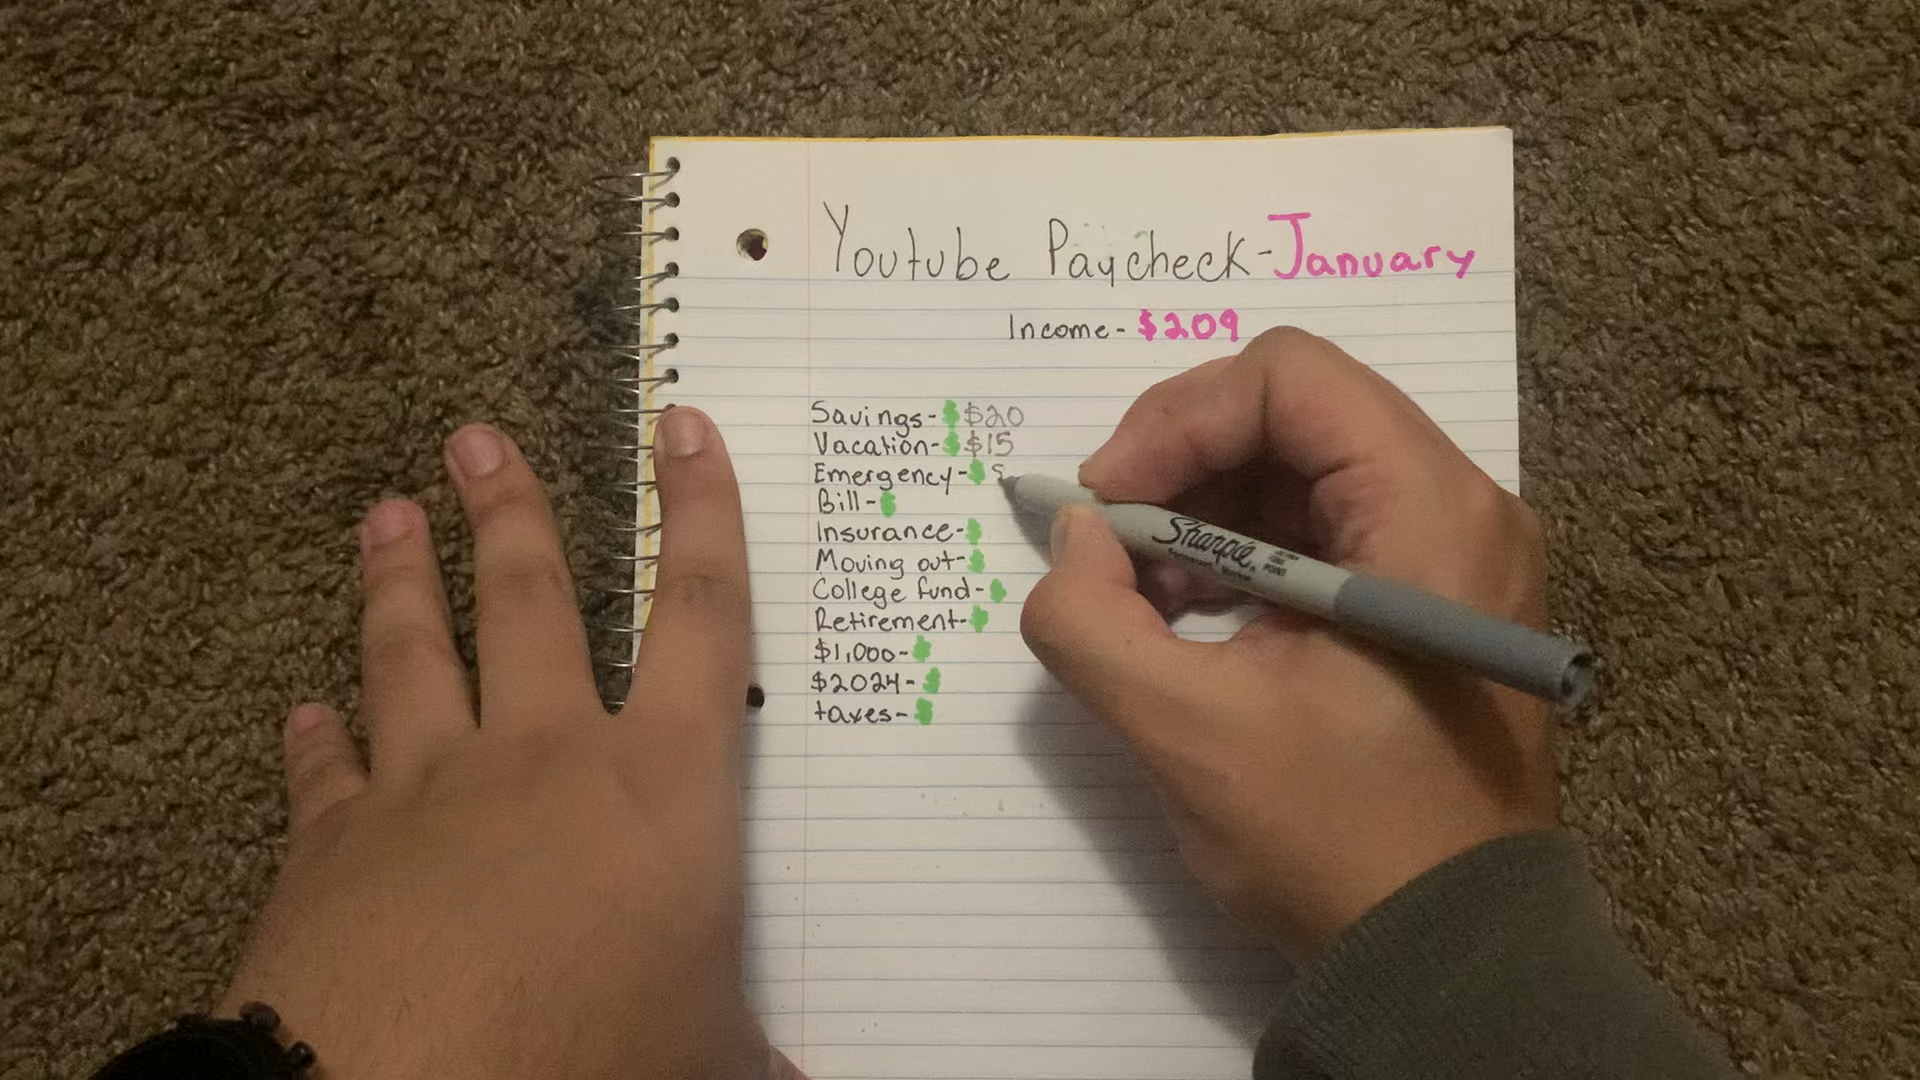 Youtube Paycheck-January
Income- $209
Savings- $ $20
Vacation- $ $15
Emergency- $
Bill- $
Insurance- $
Moving out- $
College fund- $
Retirement- $
$1,000- $
$2024- $
taxes- $
Sharpie.